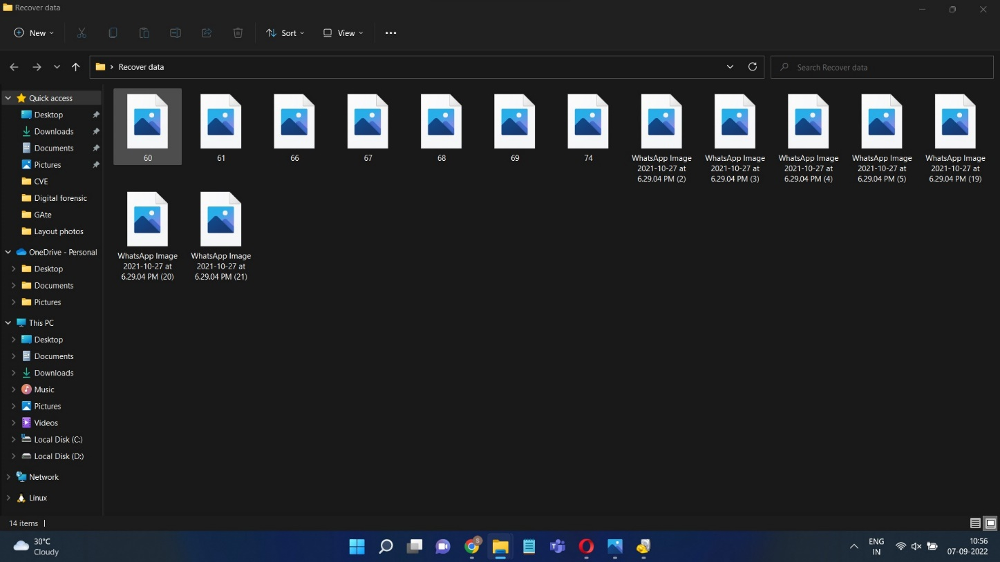 Recover data
New
Sort
View
Recover data
Search Recover data
Quick access
Desktop
Downloads
Documents
Pictures
CVE
Digital forensic
GAte
Layout photos
OneDrive - Personal
Desktop
Documents
Pictures
This PC
Desktop
Documents
Downloads
Music
Pictures
Videos
Local Disk (C:)
Local Disk (D:)
Network
Linux
60
61
66
67
68
69
74
WhatsApp Image
2021-10-27 at
6.29.04 PM (2)
WhatsApp Image
2021-10-27 at
6.29.04 PM (3)
WhatsApp Image
2021-10-27 at
6.29.04 PM (4)
WhatsApp Image
2021-10-27 at
6.29.04 PM (5)
WhatsApp Image
2021-10-27 at
6.29.04 PM (19)
WhatsApp Image
2021-10-27 at
6.29.04 PM (20)
WhatsApp Image
2021-10-27 at
6.29.04 PM (21)
14 items
30°C
Cloudy
S
ENG
IN
10:56
07-09-2022